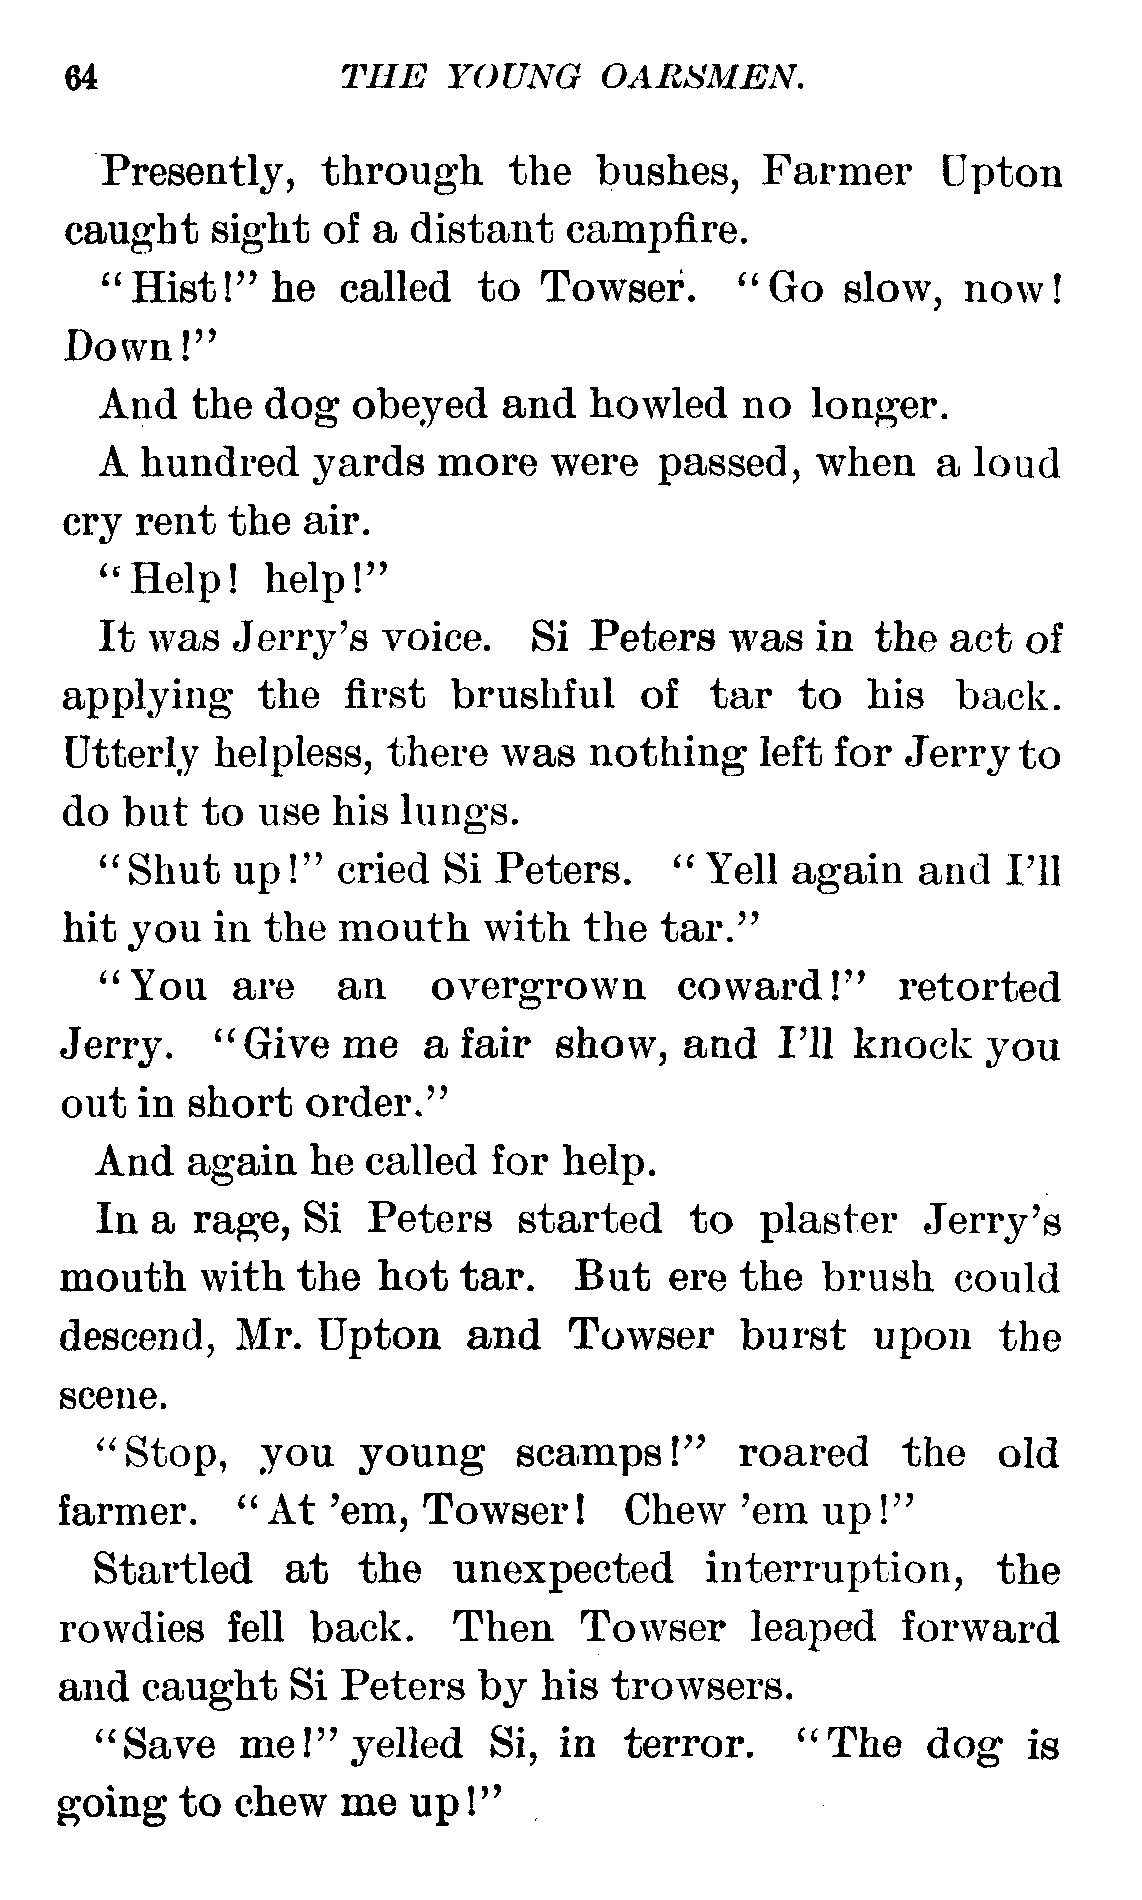 64 THE YOUNG OARSMEN.
Presently, through the bushes, Farmer Upton
caught sight of a distant campfire.
“Hist!” he called to Towser. “Go slow, now!
Down!”
And the dog obeyed and howled no longer.
A hundred yards more were passed, when a loud
cry rent the air.
“Help! help!”
It was Jerry’s voice. Si Peters was in the act of
applying the first brushful of tar to his back.
Utterly helpless, there was nothing left for Jerry to
do but to use his lungs.
“Shut up!” cried Si Peters. “Yell again and I’ll
hit you in the mouth with the tar.”
“You are an overgrown coward!” retorted
Jerry. “Give me a fair show, and I’ll knock you
out in short order.”
And again he called for help.
In a rage, Si Peters started to plaster Jerry’s
mouth with the hot tar. But ere the brush could
descend, Mr. Upton and Towser burst upon the
scene.
“Stop, you young scamps!” roared the old
farmer. “At ’em, Towser! Chew ’em up!”
Startled at the unexpected interruption, the
rowdies fell back. Then Towser leaped forward
and caught Si Peters by his trowsers.
“Save me!” yelled Si, in terror. “The dog is
going to chew me up!”